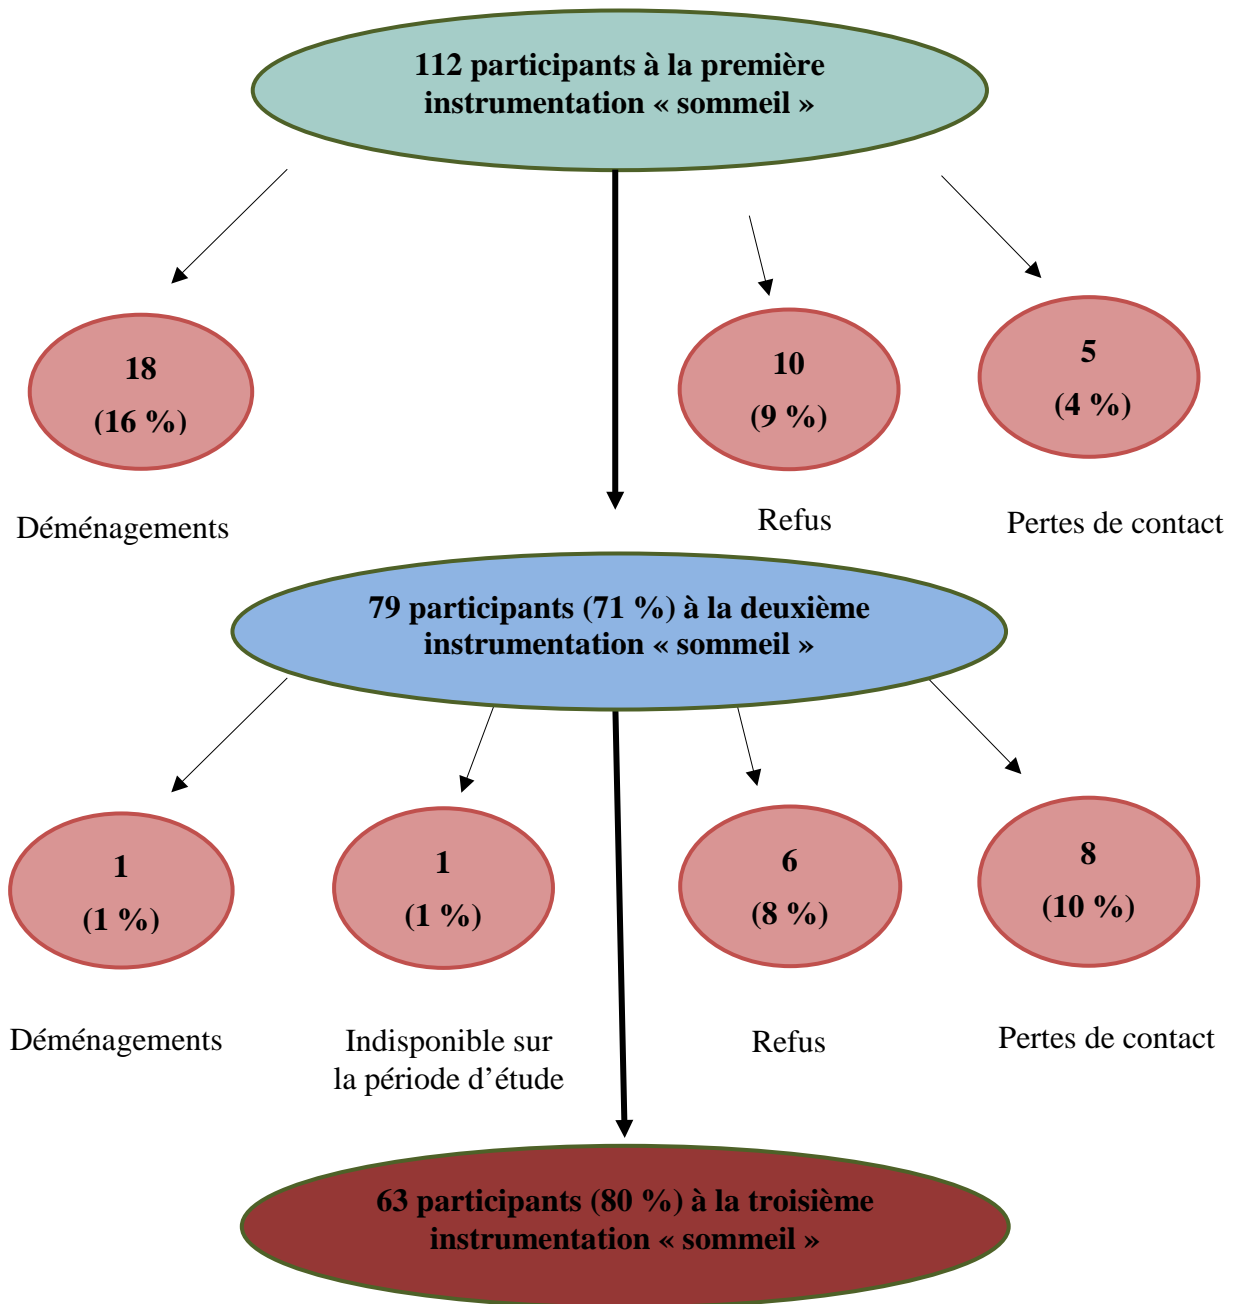 112 participants à la première
instrumentation « sommeil »
18
(16 %)
10
(9 %)
5
(4 %)
Déménagements
Refus
Pertes de contact
79 participants (71 %) à la deuxième
instrumentation « sommeil »
1
(1 %)
1
(1 %)
6
(8 %)
8
(10 %)
Déménagements
Indisponible sur
la période d’étude
Refus
Pertes de contact
63 participants (80 %) à la troisième
instrumentation « sommeil »